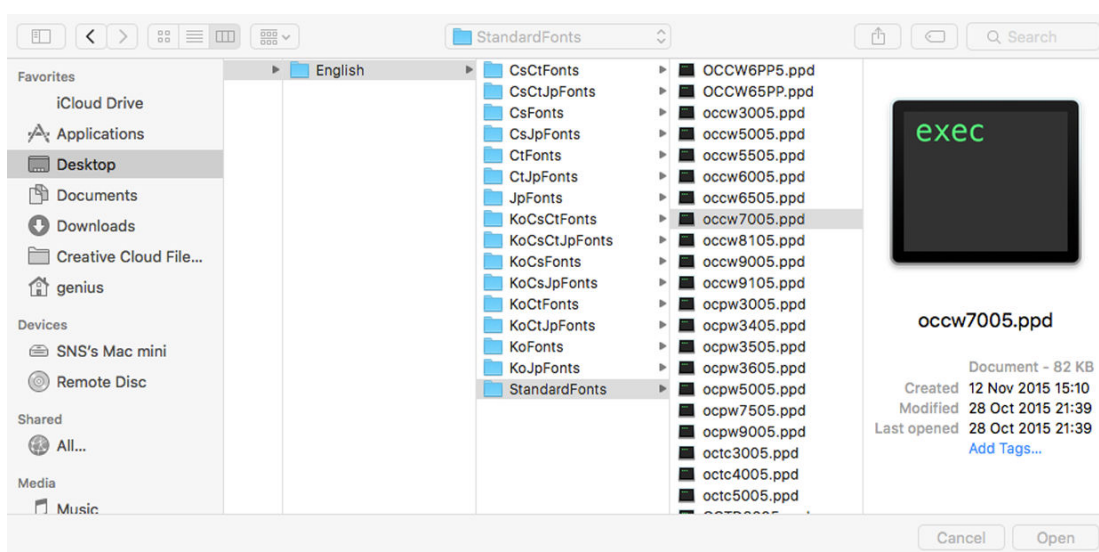 StandardFonts
Search
Favorites
iCloud Drive
Applications
Desktop
Documents
Downloads
Creative Cloud File...
genius
Devices
SNS's Mac mini
Remote Disc
Shared
All...
Media
Music
English
CsCtFonts
CsCtJpFonts
CsFonts
CsJpFonts
CtFonts
CtJpFonts
JpFonts
KoCsCtFonts
KoCsCtJpFonts
KoCsFonts
KoCsJpFonts
KoCtFonts
KoCtJpFonts
KoFonts
KoJpFonts
StandardFonts
OCCW6PP5.ppd
OCCW65PP.ppd
occw3005.ppd
occw5005.ppd
occw5505.ppd
occw6005.ppd
occw6505.ppd
occw7005.ppd
occw8105.ppd
occw9005.ppd
occw9105.ppd
ocpw3005.ppd
ocpw3405.ppd
ocpw3505.ppd
ocpw3605.ppd
ocpw5005.ppd
ocpw7505.ppd
ocpw9005.ppd
octc3005.ppd
octc4005.ppd
octc5005.ppd
exec
occw7005.ppd
Document - 82 KB
Created 12 Nov 2015 15:10
Modified 28 Oct 2015 21:39
Last opened 28 Oct 2015 21:39
Add Tags...
Cancel
Open